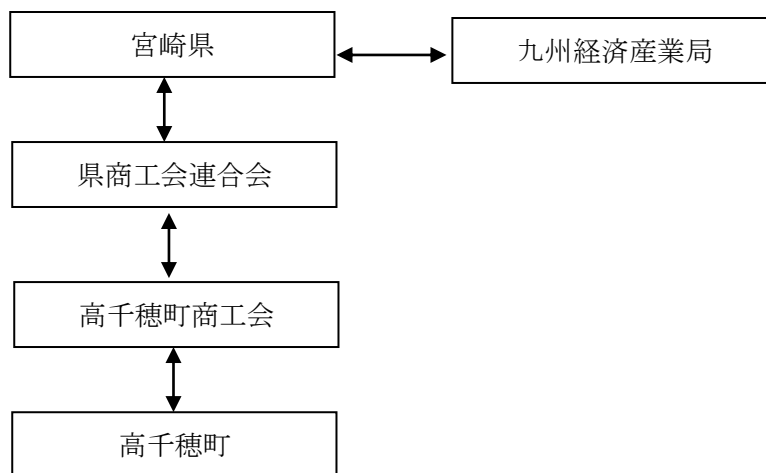 宮崎県
九州経済産業局
県商工会連合会
高千穂町商工会
高千穂町